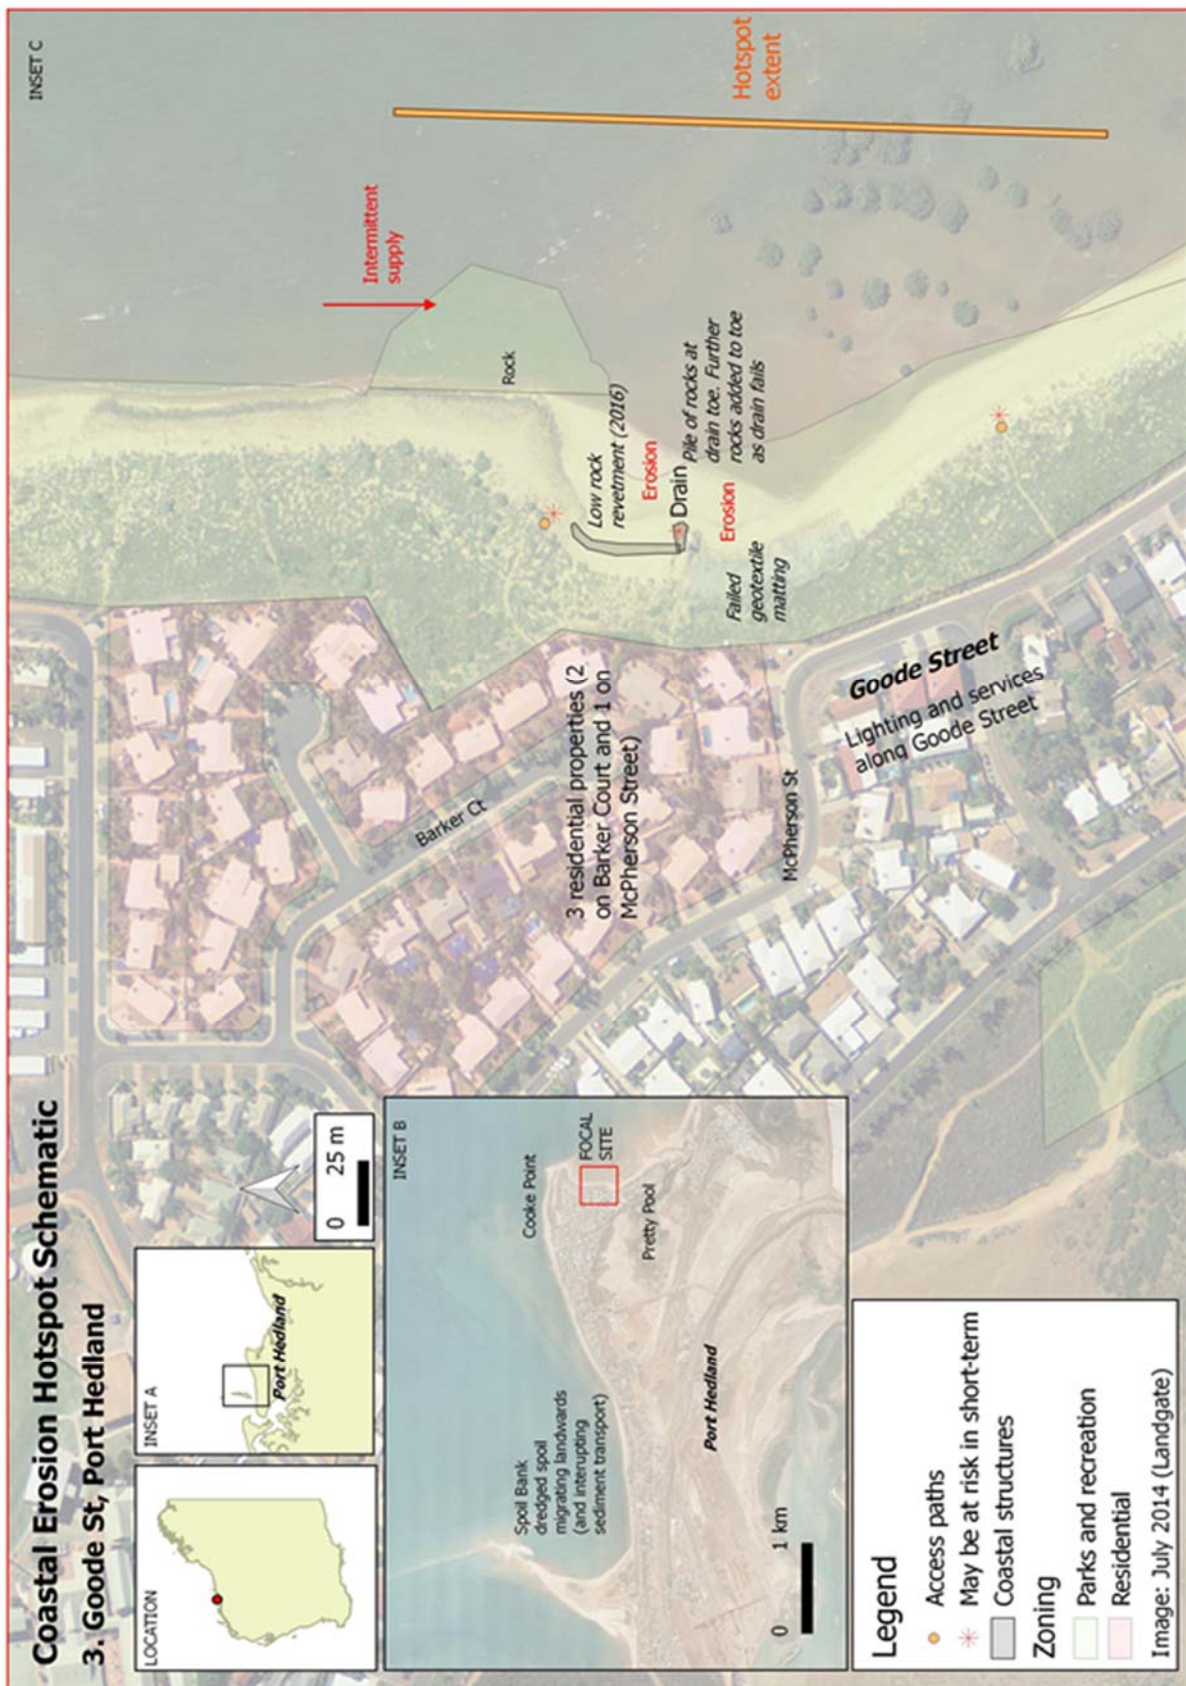 Coastal Erosion Hotspot Schematic
3. Goode St, Port Hedland
LOCATION
INSET A
Port Hedland
0 25 m
INSET B
Spoil Bank
dredged spoil
migrating landwards
(and interupting
sediment transport)
Cooke Point
FOCAL
SITE
Pretty Pool
Port Hedland
0 1 km
Legend
Access paths
May be at risk in short-term
Coastal structures
Zoning
Parks and recreation
Residential
Image: July 2014 (Landgate)
INSET C
Intermittent
supply
Hotspot
extent
Rock
Low rock
revetment (2016)
Erosion
Drain
Pile of rocks at
drain toe. Further
rocks added to toe
as drain fails
Erosion
Failed
geotextile
matting
Barker Ct
3 residential properties (2
on Barker Court and 1 on
McPherson Street)
McPherson St
Goode Street
Lighting and services
along Goode Street